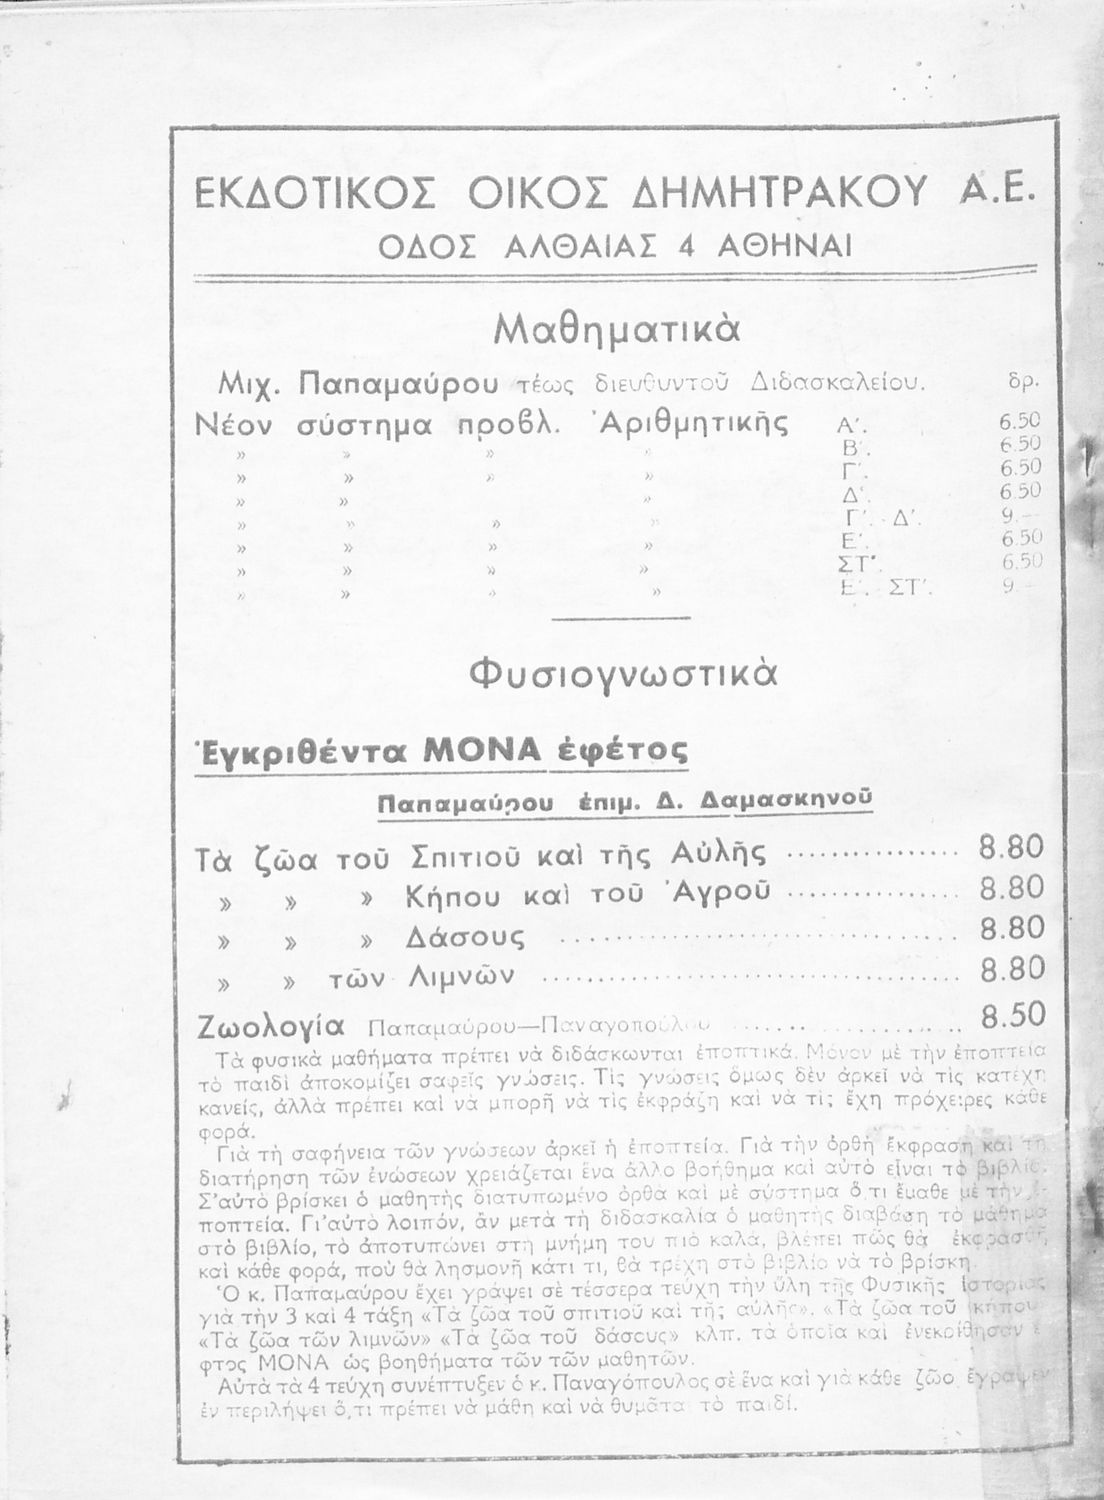 ΕΚΔΟΤΙΚΟΣ ΟΙΚΟΣ ΔΗΜΗΤΡΑΚΟΥ Α.Ε.
ΟΔΟΣ ΑΛΘΑΙΑΣ 4 ΑΘΗΝΑΙ
Μαθηματικὰ
Μιχ. Παπαμαύρου τέως διευθυντοῦ Διδασκαλείου. δρ.
Νέον σύστημα προβλ. Ἀριθμητικῆς Α΄. 6.50
» » » » Β΄. 6.50
» » » » Γ΄. 6.50
» » » Δ΄. 6.50
» » » » Γ΄. - Δ΄. 9.—
» » » » Ε΄. 6.50
» » » » ΣΤ΄. 6.50
» » » » Ε΄. ΣΤ΄. 9.—
Φυσιογνωστικὰ
Ἐγκριθέντα ΜΟΝΑ ἐφέτος
Παπαμαύρου ἐπιμ. Δ. Δαμασκηνοῦ
Τὰ ζῶα τοῦ Σπιτιοῦ καὶ τῆς Αὐλῆς ................ 8.80
» » » Κήπου καὶ τοῦ Ἀγροῦ ................ 8.80
» » » Δάσους ................ 8.80
» » τῶν Λιμνῶν ................ 8.80
Ζωολογία Παπαμαύρου—Παναγοπούλου ................ 8.50
Τὰ φυσικὰ μαθήματα πρέπει νὰ διδάσκωνται ἐποπτικά. Μόνον μὲ τὴν ἐποπτεία
τὸ παιδὶ ἀποκομίζει σαφεῖς γνώσεις. Τὶς γνώσεις ὅμως δὲν ἀρκεῖ νὰ τὶς κατέχη
κανείς, ἀλλὰ πρέπει καὶ νὰ μπορῆ νὰ τὶς ἐκφράζη καὶ νὰ τὶς ἔχη πρόχειρες κάθε
φορά.
Γιὰ τὴ σαφήνεια τῶν γνώσεων ἀρκεῖ ἡ ἐποπτεία. Γιὰ τὴν ὀρθὴ ἔκφραση καὶ τὴ
διατήρηση τῶν ἐνώσεων χρειάζεται ἕνα ἄλλο βοήθημα καὶ αὐτὸ εἶναι τὸ βιβλίο.
Σ'αὐτὸ βρίσκει ὁ μαθητὴς διατυπωμένο ὀρθὰ καὶ μὲ σύστημα ὅ,τι ἔμαθε μὲ τὴν ἐ-
ποπτεία. Γι'αὐτὸ λοιπόν, ἂν μετὰ τὴ διδασκαλία ὁ μαθητὴς διαβάση τὸ μάθημα
στὸ βιβλίο, τὸ ἀποτυπώνει στὴ μνήμη του πιὸ καλά, βλέπει πῶς θὰ ἐκφρασθῆ,
καὶ κάθε φορά, ποὺ θὰ λησμονῆ κάτι τι, θὰ τρέχη στὸ βιβλίο νὰ τὸ βρίσκη.
Ὁ κ. Παπαμαύρου ἔχει γράψει σὲ τέσσερα τεύχη τὴν ὕλη τῆς Φυσικῆς Ἱστορίας
γιὰ τὴν 3 καὶ 4 τάξη «Τὰ ζῶα τοῦ σπιτιοῦ καὶ τῆς αὐλῆς». «Τὰ ζῶα τοῦ κήπου»
«Τὰ ζῶα τῶν λιμνῶν» «Τὰ ζῶα τοῦ δάσους» κλπ. τὰ ὁποῖα καὶ ἐνεκρίθησαν ἐ-
φτος ΜΟΝΑ ὡς βοηθήματα τῶν τῶν μαθητῶν.
Αὐτὰ τὰ 4 τεύχη συνέπτυξεν ὁ κ. Παναγόπουλος σὲ ἕνα καὶ γιὰ κάθε ζῶο ἔγραψεν
ἐν περιλήψει ὅ,τι πρέπει νὰ μάθη καὶ νὰ θυμᾶται τὸ παιδί.